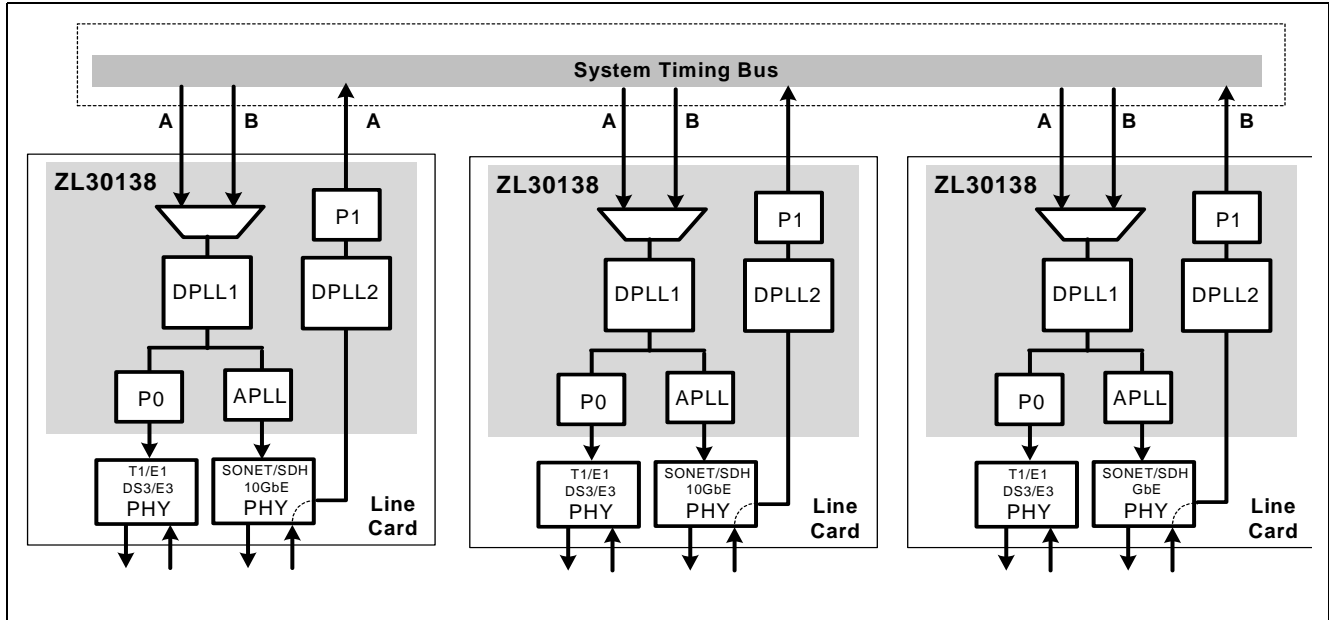 System Timing Bus
A B A
A B
A B B
ZL30138
P1
DPLL1
DPLL2
P0
APLL
T1/E1
DS3/E3
PHY
SONET/SDH
10GbE
PHY
Line
Card
ZL30138
P1
DPLL1
DPLL2
P0
APLL
T1/E1
DS3/E3
PHY
SONET/SDH
10GbE
PHY
Line
Card
ZL30138
P1
DPLL1
DPLL2
P0
APLL
T1/E1
DS3/E3
PHY
SONET/SDH
GbE
PHY
Line
Card